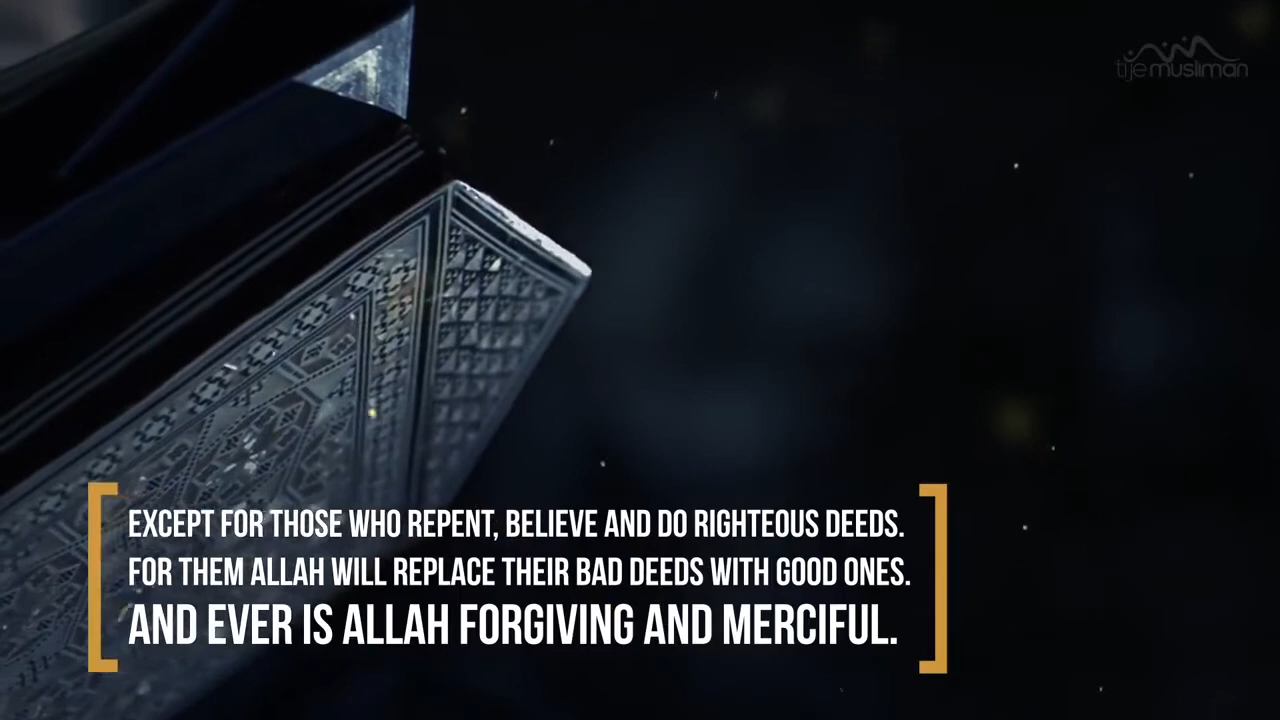 tijemusliman
EXCEPT FOR THOSE WHO REPENT, BELIEVE AND DO RIGHTEOUS DEEDS.
FOR THEM ALLAH WILL REPLACE THEIR BAD DEEDS WITH GOOD ONES.
AND EVER IS ALLAH FORGIVING AND MERCIFUL.